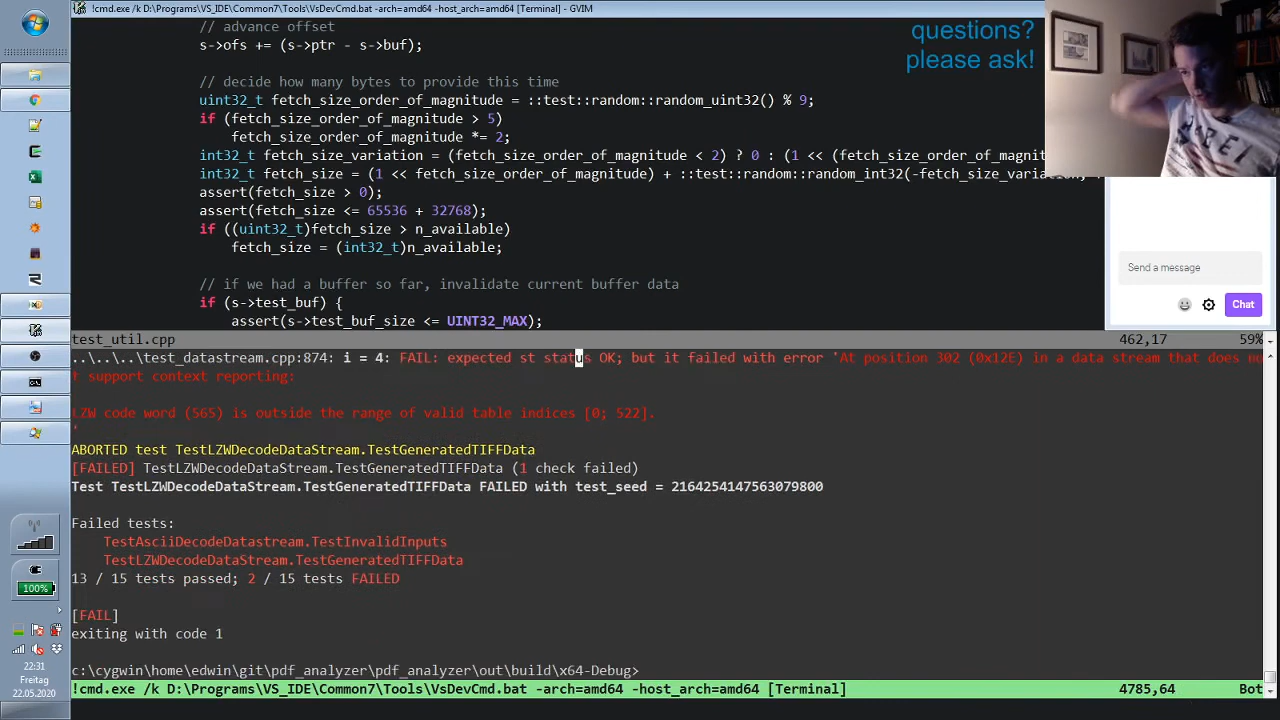 !cmd.exe /k D:\Programs\VS_IDE\Common7\Tools\VsDevCmd.bat -arch=amd64 -host_arch=amd64 [Terminal] - GVIM
// advance offset
s->ofs += (s->ptr - s->buf);
// decide how many bytes to provide this time
uint32_t fetch_size_order_of_magnitude = ::test::random::random_uint32() % 9;
if (fetch_size_order_of_magnitude > 5)
fetch_size_order_of_magnitude *= 2;
int32_t fetch_size_variation = (fetch_size_order_of_magnitude < 2) ? 0 : (1 << (fetch_size_order_of_magnit
int32_t fetch_size = (1 << fetch_size_order_of_magnitude) + ::test::random::random_int32(-fetch_size_variation,
assert(fetch_size > 0);
assert(fetch_size <= 65536 + 32768);
if ((uint32_t)fetch_size > n_available)
fetch_size = (int32_t)n_available;
// if we had a buffer so far, invalidate current buffer data
if (s->test_buf) {
assert(s->test_buf_size <= UINT32_MAX);
questions?
please ask!
Send a message
Chat
test_util.cpp 462,17 59%
..\..\..\test_datastream.cpp:874: i = 4: FAIL: expected st status OK; but it failed with error 'At position 302 (0x12E) in a data stream that does no
t support context reporting:
LZW code word (565) is outside the range of valid table indices [0; 522].
'
ABORTED test TestLZWDecodeDataStream.TestGeneratedTIFFData
[FAILED] TestLZWDecodeDataStream.TestGeneratedTIFFData (1 check failed)
Test TestLZWDecodeDataStream.TestGeneratedTIFFData FAILED with test_seed = 2164254147563079800
Failed tests:
TestAsciiDecodeDatastream.TestInvalidInputs
TestLZWDecodeDataStream.TestGeneratedTIFFData
13 / 15 tests passed; 2 / 15 tests FAILED
[FAIL]
exiting with code 1
c:\cygwin\home\edwin\git\pdf_analyzer\pdf_analyzer\out\build\x64-Debug>
!cmd.exe /k D:\Programs\VS_IDE\Common7\Tools\VsDevCmd.bat -arch=amd64 -host_arch=amd64 [Terminal] 4785,64 Bot
100%
22:31
Freitag
22.05.2020